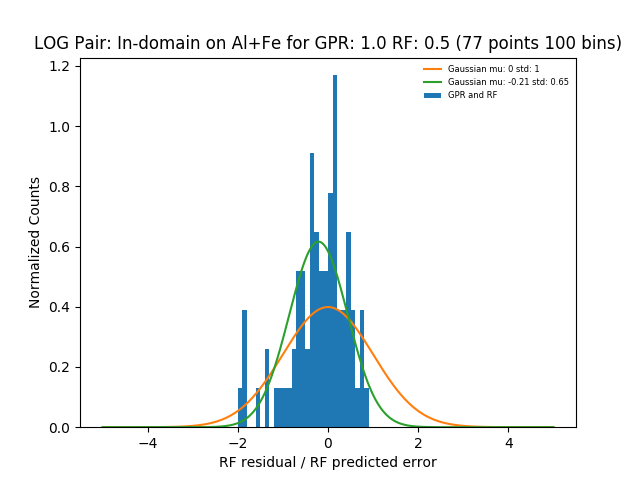 LOG Pair: In-domain on Al+Fe for GPR: 1.0 RF: 0.5 (77 points 100 bins)
Gaussian mu: 0 std: 1
Gaussian mu: -0.21 std: 0.65
GPR and RF
Normalized Counts
1.2
1.0
0.8
0.6
0.4
0.2
0.0
−4 −2 0 2 4
RF residual / RF predicted error